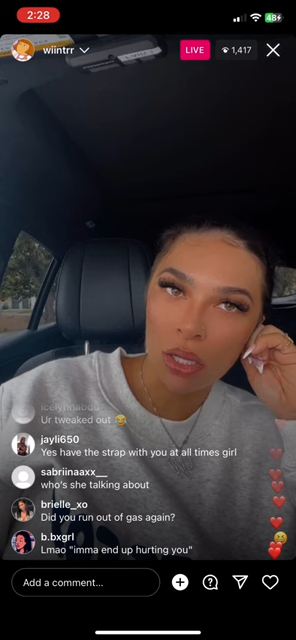 2:28
48
wiintrr
LIVE
1,417
Ur tweaked out 😂
jayli650
Yes have the strap with you at all times girl
sabriinaaxx__
who's she talking about
brielle_xo
Did you run out of gas again?
b.bxgrl
Lmao "imma end up hurting you"
Add a comment...